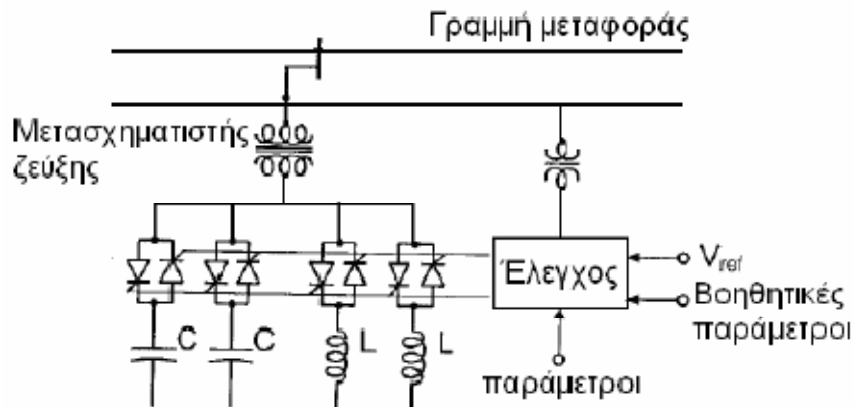 Γραμμή μεταφοράς
Μετασχηματιστής
ζεύξης
Έλεγχος
Vref
Βοηθητικές
παράμετροι
C
C
L
L
παράμετροι